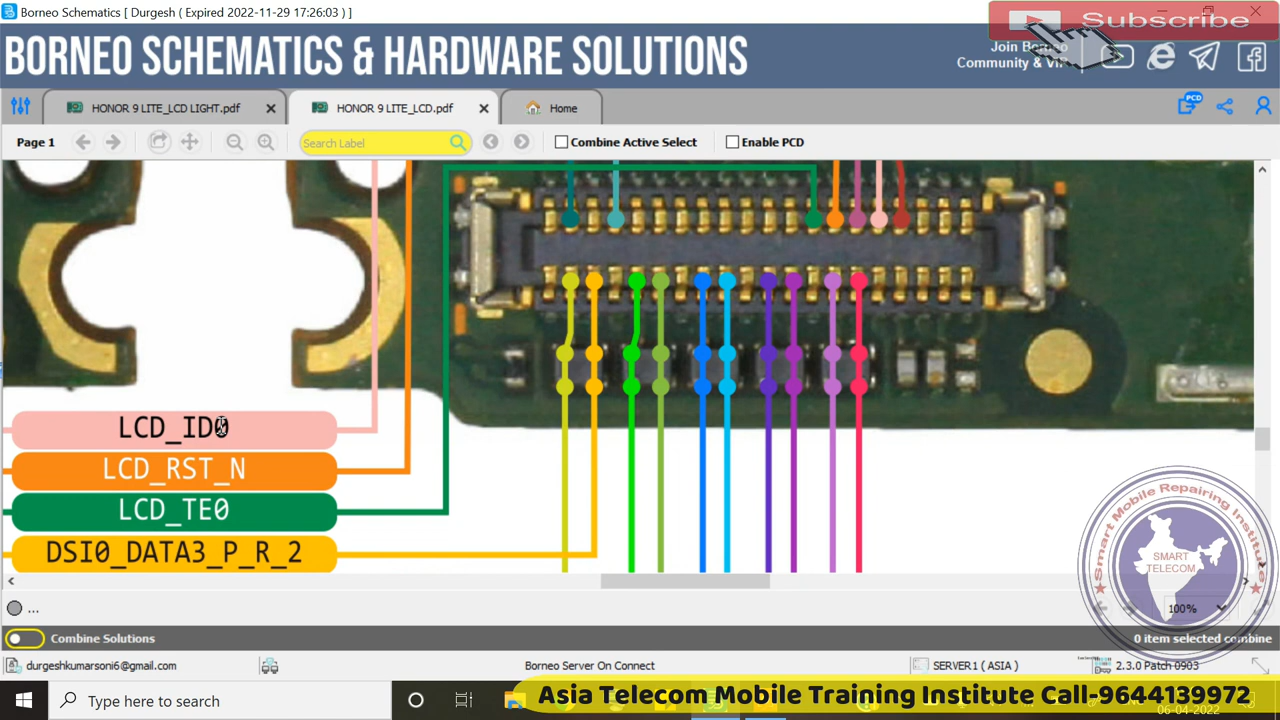 Borneo Schematics [ Durgesh ( Expired 2022-11-29 17:26:03 ) ]
Subscribe
BORNEO SCHEMATICS & HARDWARE SOLUTIONS
Join Borneo
Community & VIP
HONOR 9 LITE_LCD LIGHT.pdf
HONOR 9 LITE_LCD.pdf
Home
PCD
Page 1
Search Label
Combine Active Select
Enable PCD
LCD_ID0
LCD_RST_N
LCD_TE0
DSI0_DATA3_P_R_2
Smart Mobile Repairing Institute
SMART
TELECOM
INDIA
...
100%
Combine Solutions
0 item selected combine
durgeshkumarsoni6@gmail.com
Borneo Server On Connect
SERVER1 ( ASIA )
2.3.0 Patch 0903
Type here to search
Asia Telecom Mobile Training Institute Call-9644139972
06-04-2022